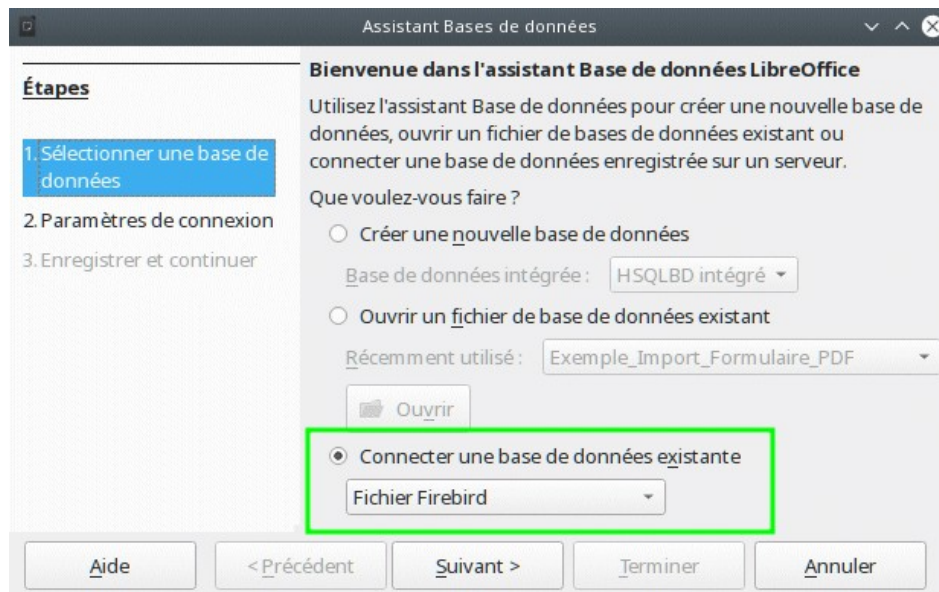 Assistant Bases de données
Étapes
1. Sélectionner une base de
données
2. Paramètres de connexion
3. Enregistrer et continuer
Bienvenue dans l'assistant Base de données LibreOffice
Utilisez l'assistant Base de données pour créer une nouvelle base de
données, ouvrir un fichier de bases de données existant ou
connecter une base de données enregistrée sur un serveur.
Que voulez-vous faire ?
Créer une nouvelle base de données
Base de données intégrée : HSQLBD intégré
Ouvrir un fichier de base de données existant
Récemment utilisé : Exemple_Import_Formulaire_PDF
Ouvrir
Connecter une base de données existante
Fichier Firebird
Aide < Précédent Suivant > Terminer Annuler